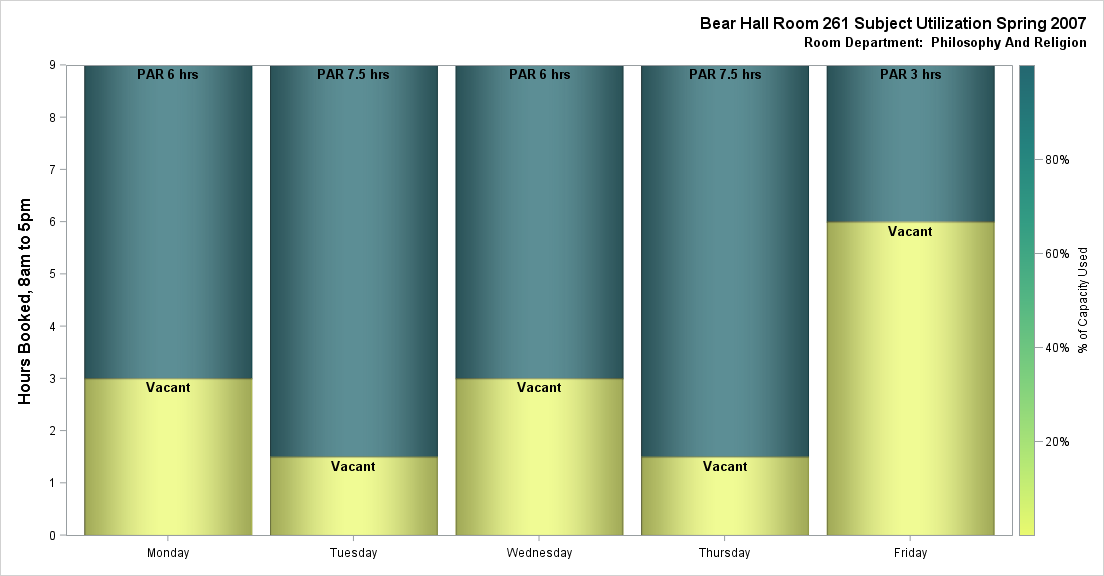 Bear Hall Room 261 Subject Utilization Spring 2007
Room Department:  Philosophy And Religion
Hours Booked, 8am to 5pm
9
8
7
6
5
4
3
2
1
0
PAR 6 hrs
Vacant
PAR 7.5 hrs
Vacant
PAR 6 hrs
Vacant
PAR 7.5 hrs
Vacant
PAR 3 hrs
Vacant
Monday
Tuesday
Wednesday
Thursday
Friday
80%
60%
40%
20%
% of Capacity Used